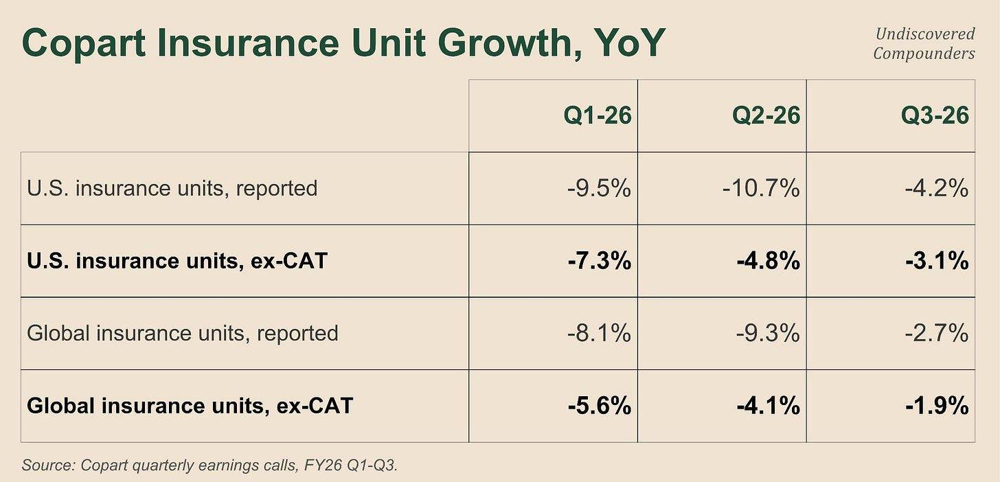 Copart Insurance Unit Growth, YoY
Undiscovered
Compounders
Q1-26 Q2-26 Q3-26
U.S. insurance units, reported -9.5% -10.7% -4.2%
U.S. insurance units, ex-CAT -7.3% -4.8% -3.1%
Global insurance units, reported -8.1% -9.3% -2.7%
Global insurance units, ex-CAT -5.6% -4.1% -1.9%
Source: Copart quarterly earnings calls, FY26 Q1-Q3.